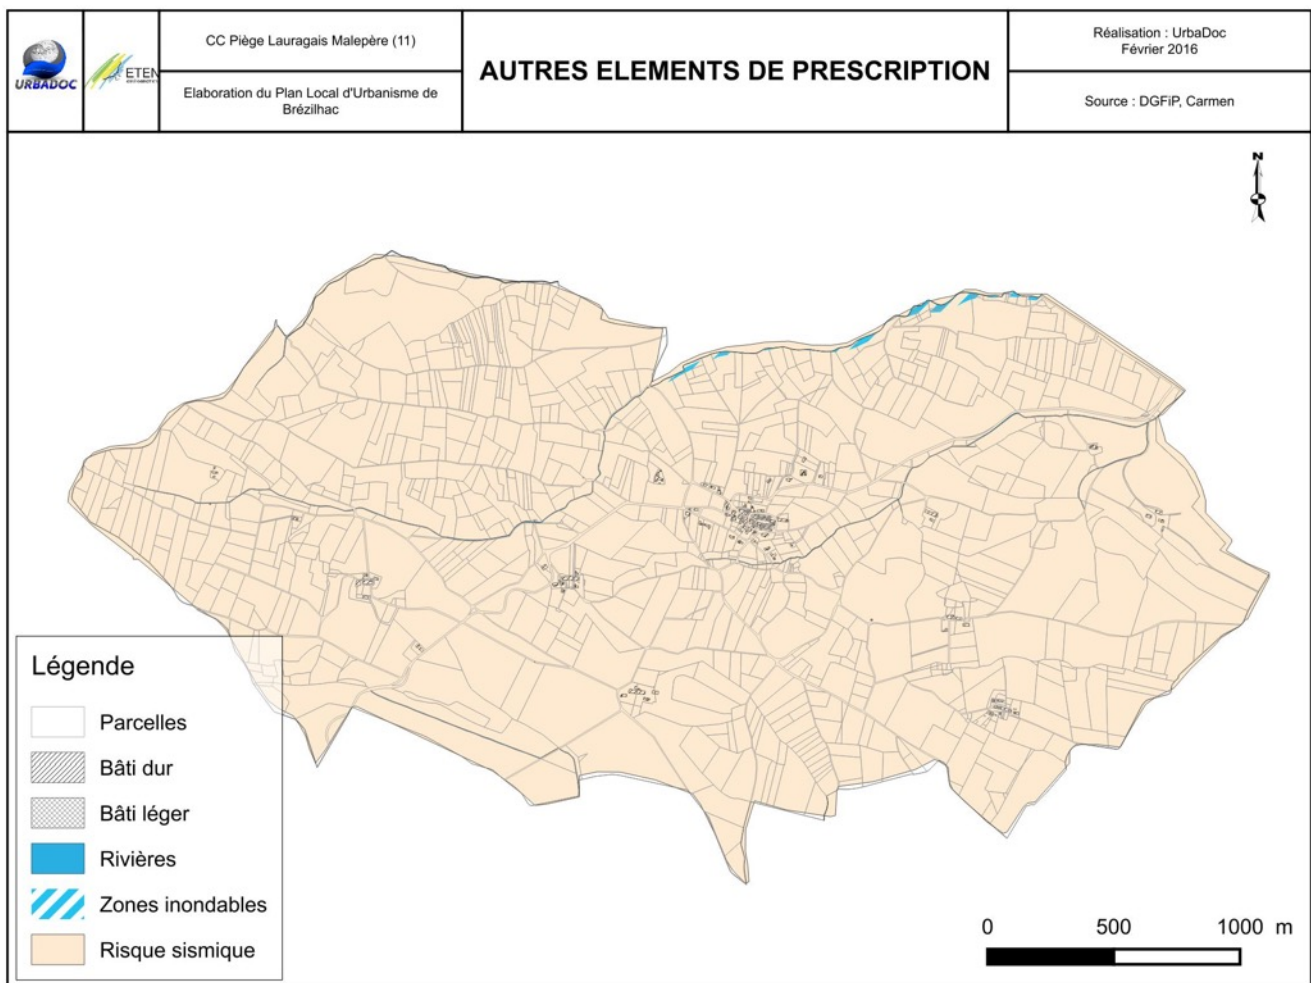 URBADOC
ETEN
CC Piège Lauragais Malepère (11)
Elaboration du Plan Local d'Urbanisme de
Brézilhac
AUTRES ELEMENTS DE PRESCRIPTION
Réalisation : UrbaDoc
Février 2016
Source : DGFiP, Carmen
N
Légende
Parcelles
Bâti dur
Bâti léger
Rivières
Zones inondables
Risque sismique
0 500 1000 m